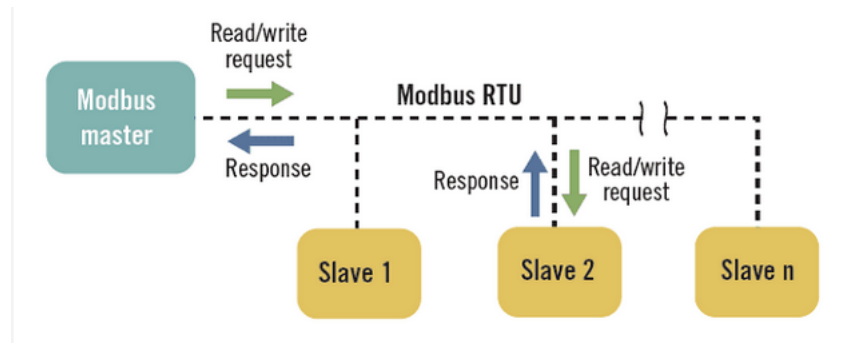 Read/write
request
Modbus
master
Modbus RTU
Response
Response
Read/write
request
Slave 1
Slave 2
Slave n